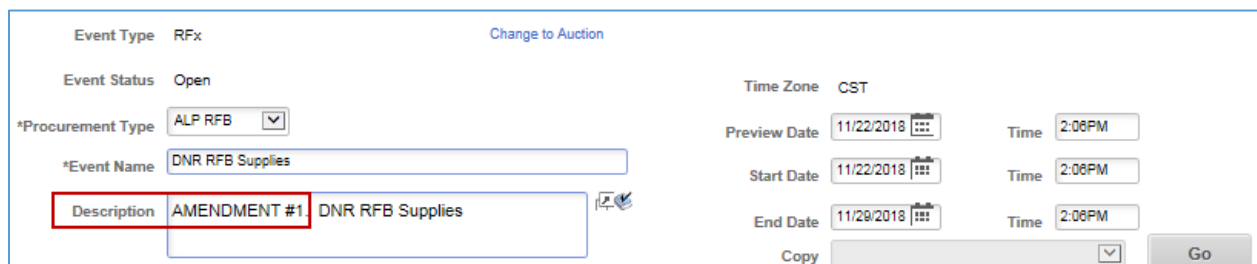 Event Type RFx Change to Auction
Event Status Open
Time Zone CST
*Procurement Type ALP RFB
Preview Date 11/22/2018 Time 2:06PM
*Event Name DNR RFB Supplies
Start Date 11/22/2018 Time 2:06PM
Description AMENDMENT #1. DNR RFB Supplies
End Date 11/29/2018 Time 2:06PM
Copy Go